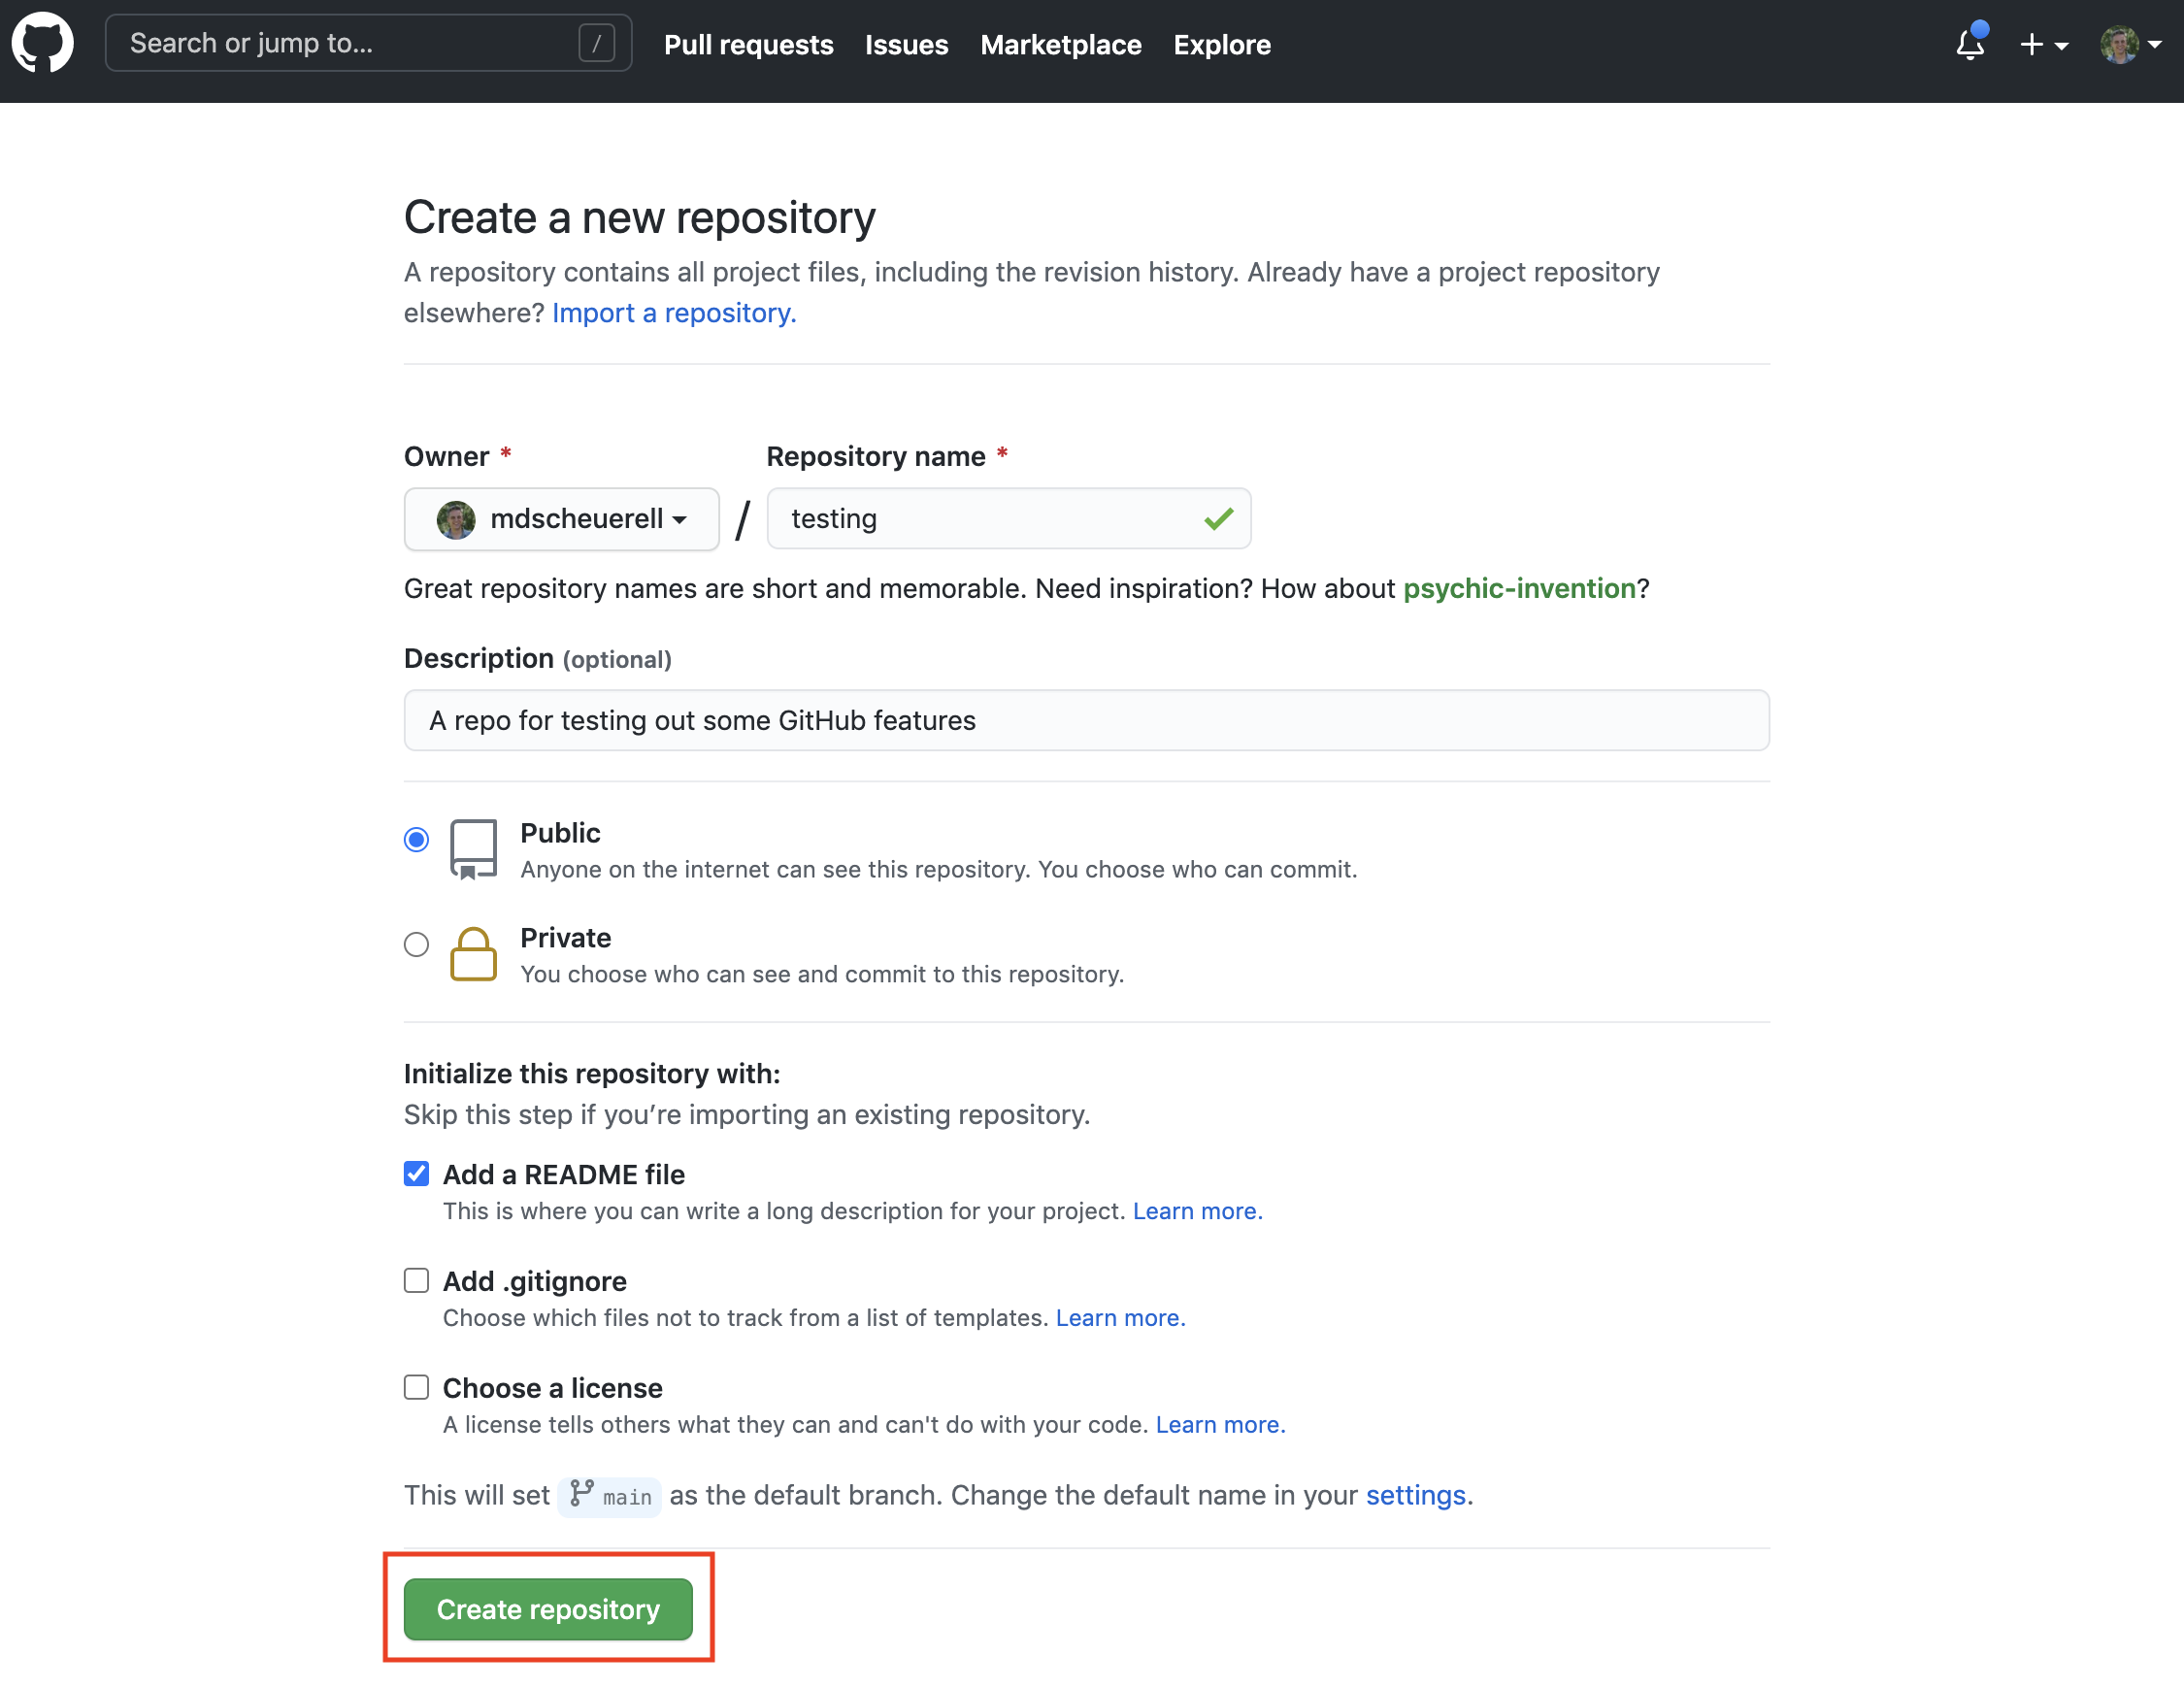 Search or jump to... /
Pull requests Issues Marketplace Explore
Create a new repository
A repository contains all project files, including the revision history. Already have a project repository
elsewhere? Import a repository.
Owner * Repository name *
mdscheuerell / testing
Great repository names are short and memorable. Need inspiration? How about psychic-invention?
Description (optional)
A repo for testing out some GitHub features
Public
Anyone on the internet can see this repository. You choose who can commit.
Private
You choose who can see and commit to this repository.
Initialize this repository with:
Skip this step if you’re importing an existing repository.
Add a README file
This is where you can write a long description for your project. Learn more.
Add .gitignore
Choose which files not to track from a list of templates. Learn more.
Choose a license
A license tells others what they can and can't do with your code. Learn more.
This will set main as the default branch. Change the default name in your settings.
Create repository